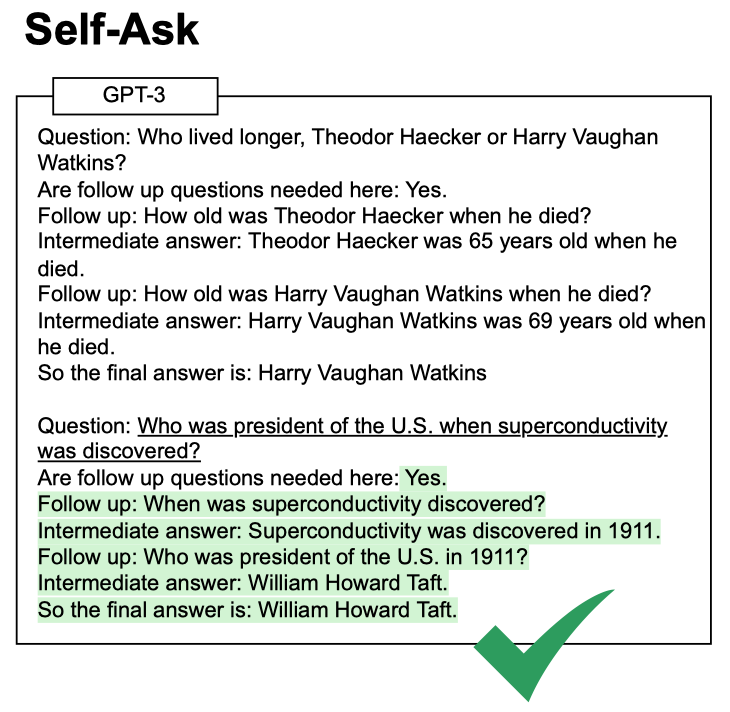 Self-Ask
GPT-3
Question: Who lived longer, Theodor Haecker or Harry Vaughan
Watkins?
Are follow up questions needed here: Yes.
Follow up: How old was Theodor Haecker when he died?
Intermediate answer: Theodor Haecker was 65 years old when he
died.
Follow up: How old was Harry Vaughan Watkins when he died?
Intermediate answer: Harry Vaughan Watkins was 69 years old when
he died.
So the final answer is: Harry Vaughan Watkins
Question: Who was president of the U.S. when superconductivity
was discovered?
Are follow up questions needed here: Yes.
Follow up: When was superconductivity discovered?
Intermediate answer: Superconductivity was discovered in 1911.
Follow up: Who was president of the U.S. in 1911?
Intermediate answer: William Howard Taft.
So the final answer is: William Howard Taft.